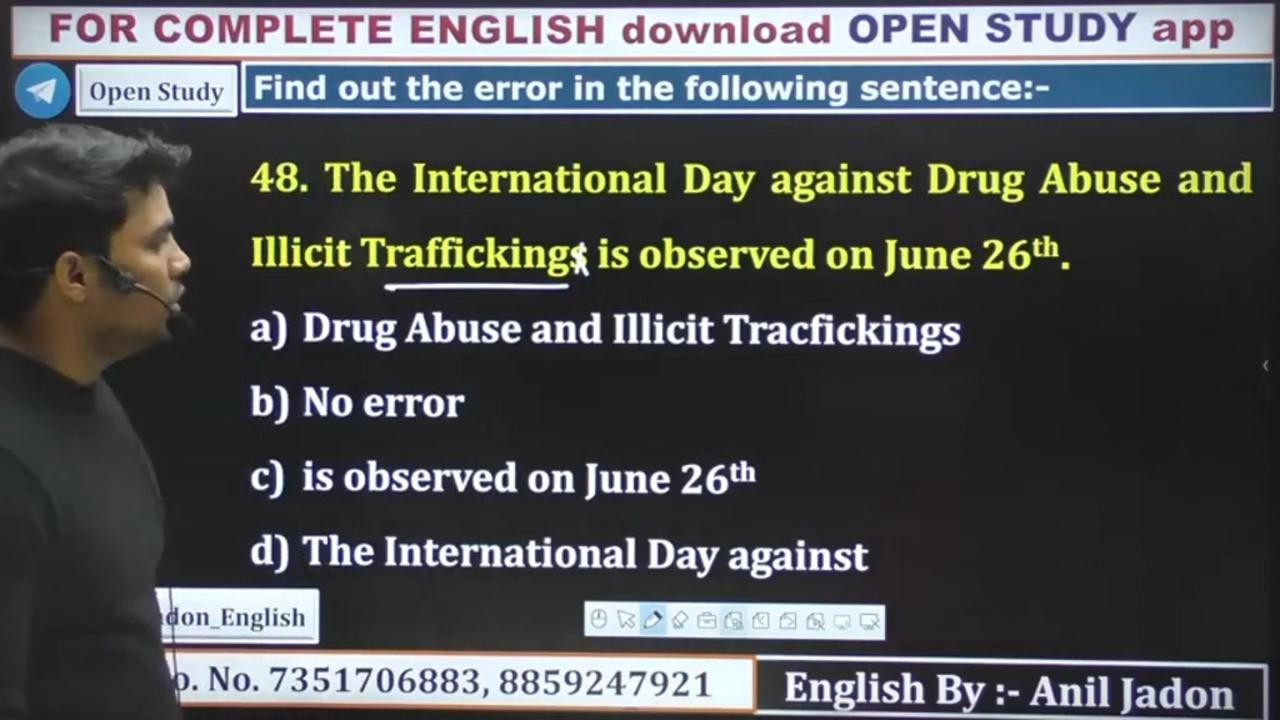 FOR COMPLETE ENGLISH download OPEN STUDY app
Open Study
Find out the error in the following sentence:-
48. The International Day against Drug Abuse and
Illicit Traffickings is observed on June 26th.
a) Drug Abuse and Illicit Tracfickings
b) No error
c) is observed on June 26th
d) The International Day against
don_English
o. No. 7351706883, 8859247921
English By :- Anil Jadon